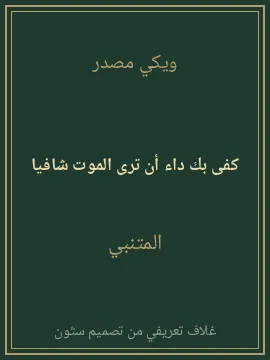 ويكي مصدر
كفى بك داء أن ترى الموت شافيا
المتنبي
غلاف تعريفي من تصميم سثون